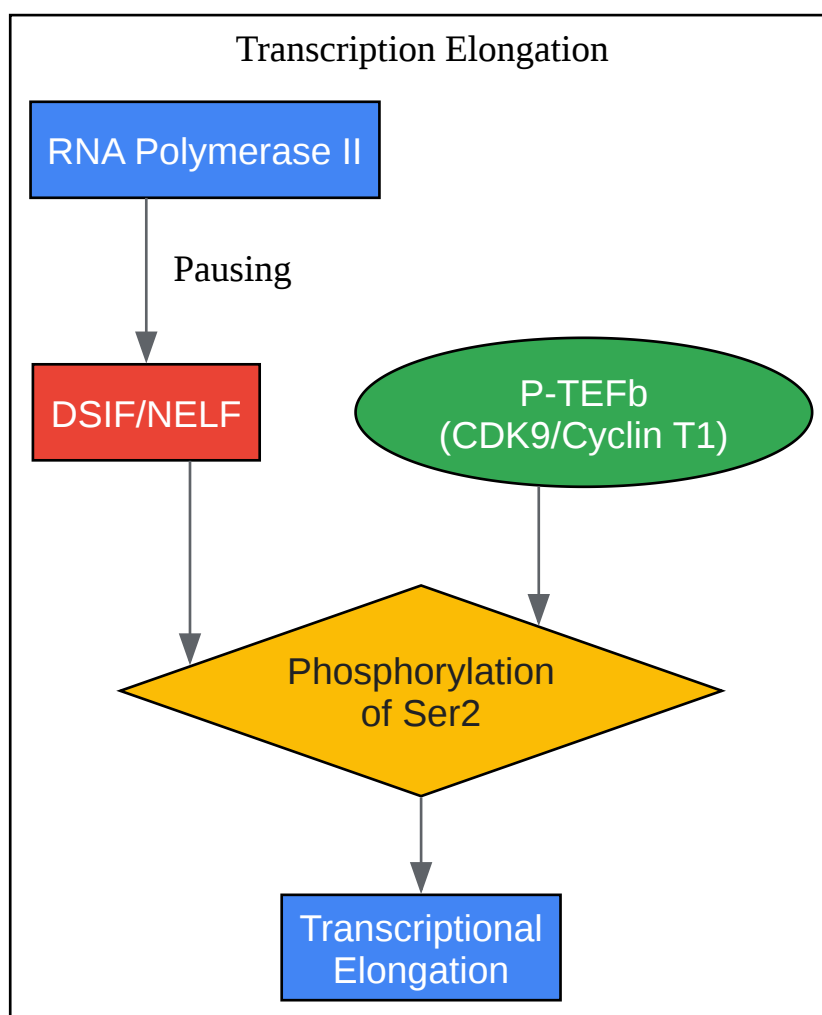 Transcription Elongation
RNA Polymerase II
Pausing
DSIF/NELF
P-TEFb
(CDK9/Cyclin T1)
Phosphorylation
of Ser2
Transcriptional
Elongation